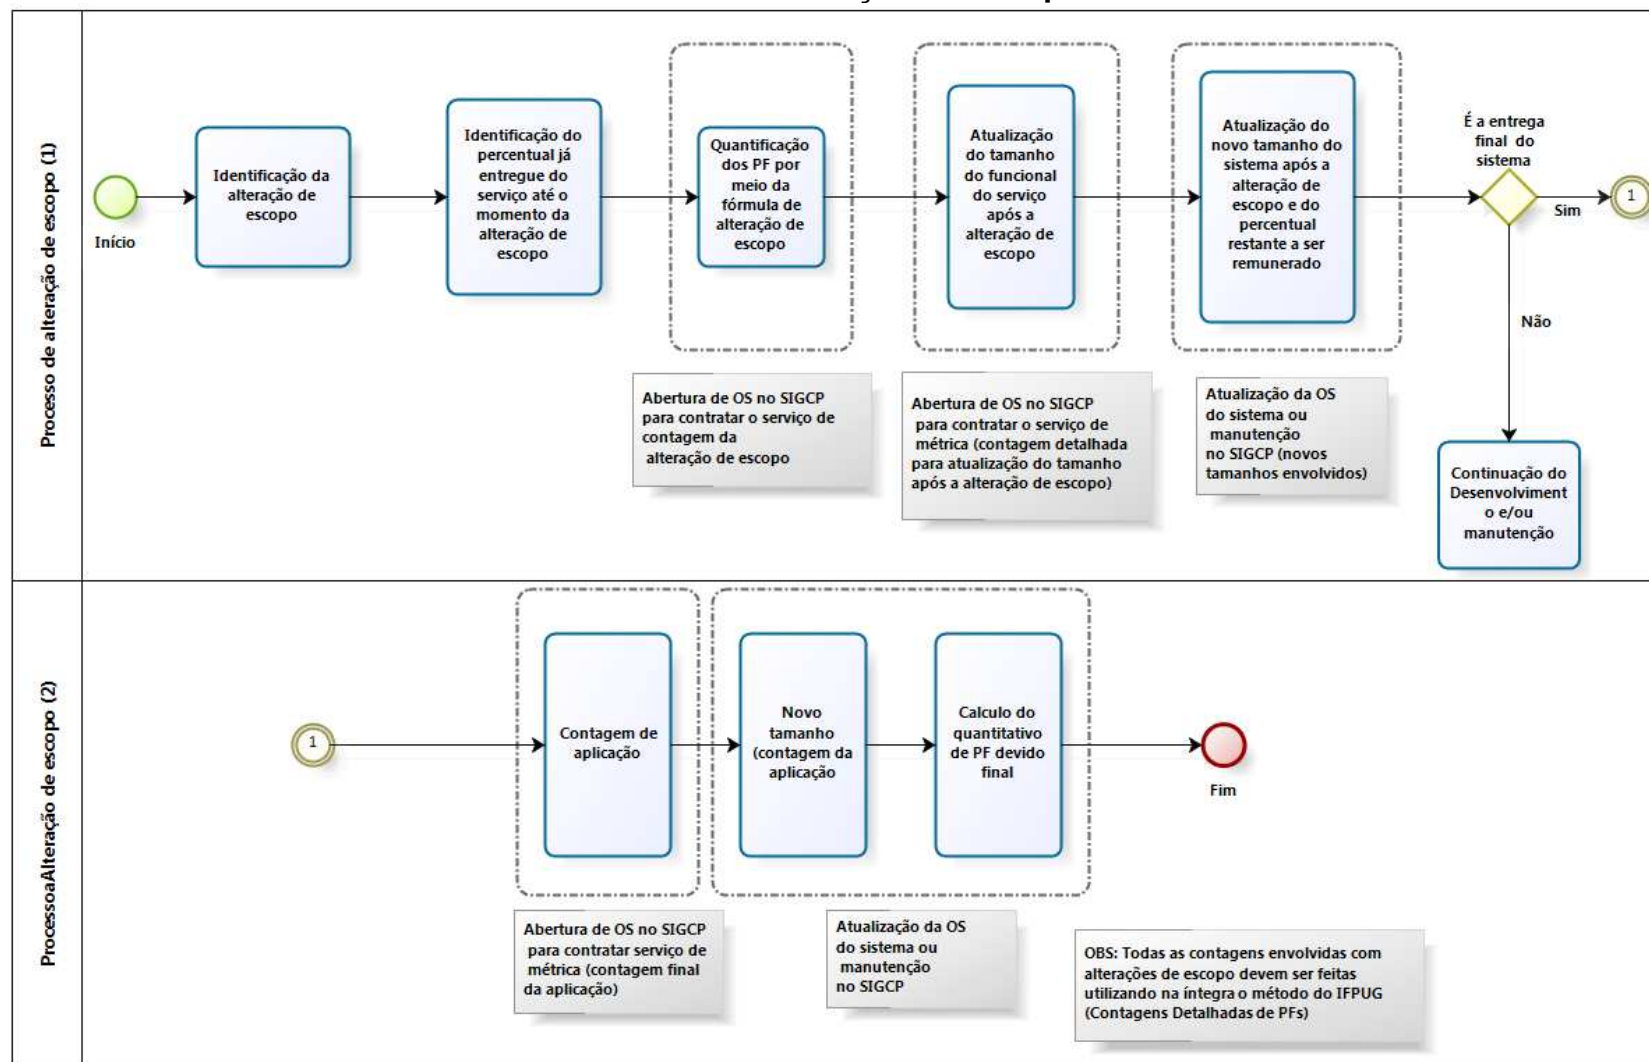 Processo de alteração de escopo (1)
Início
Identificação da
alteração de
escopo
Identificação do
percentual já
entregue do
serviço até o
momento da
alteração de
escopo
Quantificação
dos PF por
meio da
fórmula de
alteração de
escopo
Atualização
do tamanho
do funcional
do serviço
após a
alteração de
escopo
Atualização do
novo tamanho do
sistema após a
alteração de
escopo e do
percentual
restante a ser
remunerado
É a entrega
final do
sistema
Sim
1
Não
Abertura de OS no SIGCP
para contratar o serviço de
contagem da
alteração de escopo
Abertura de OS no SIGCP
para contratar o serviço de
métrica (contagem detalhada
para atualização do tamanho
após a alteração de escopo)
Atualização da OS
do sistema ou
manutenção
no SIGCP (novos
tamanhos envolvidos)
Continuação do
Desenvolviment
o e/ou
manutenção
ProcessoaAlteração de escopo (2)
1
Contagem de
aplicação
Novo
tamanho
(contagem da
aplicação
Calculo do
quantitativo
de PF devido
final
Fim
Abertura de OS no SIGCP
para contratar serviço de
métrica (contagem final
da aplicação)
Atualização da OS
do sistema ou
manutenção
no SIGCP
OBS: Todas as contagens envolvidas com
alterações de escopo devem ser feitas
utilizando na íntegra o método do IFPUG
(Contagens Detalhadas de PFs)